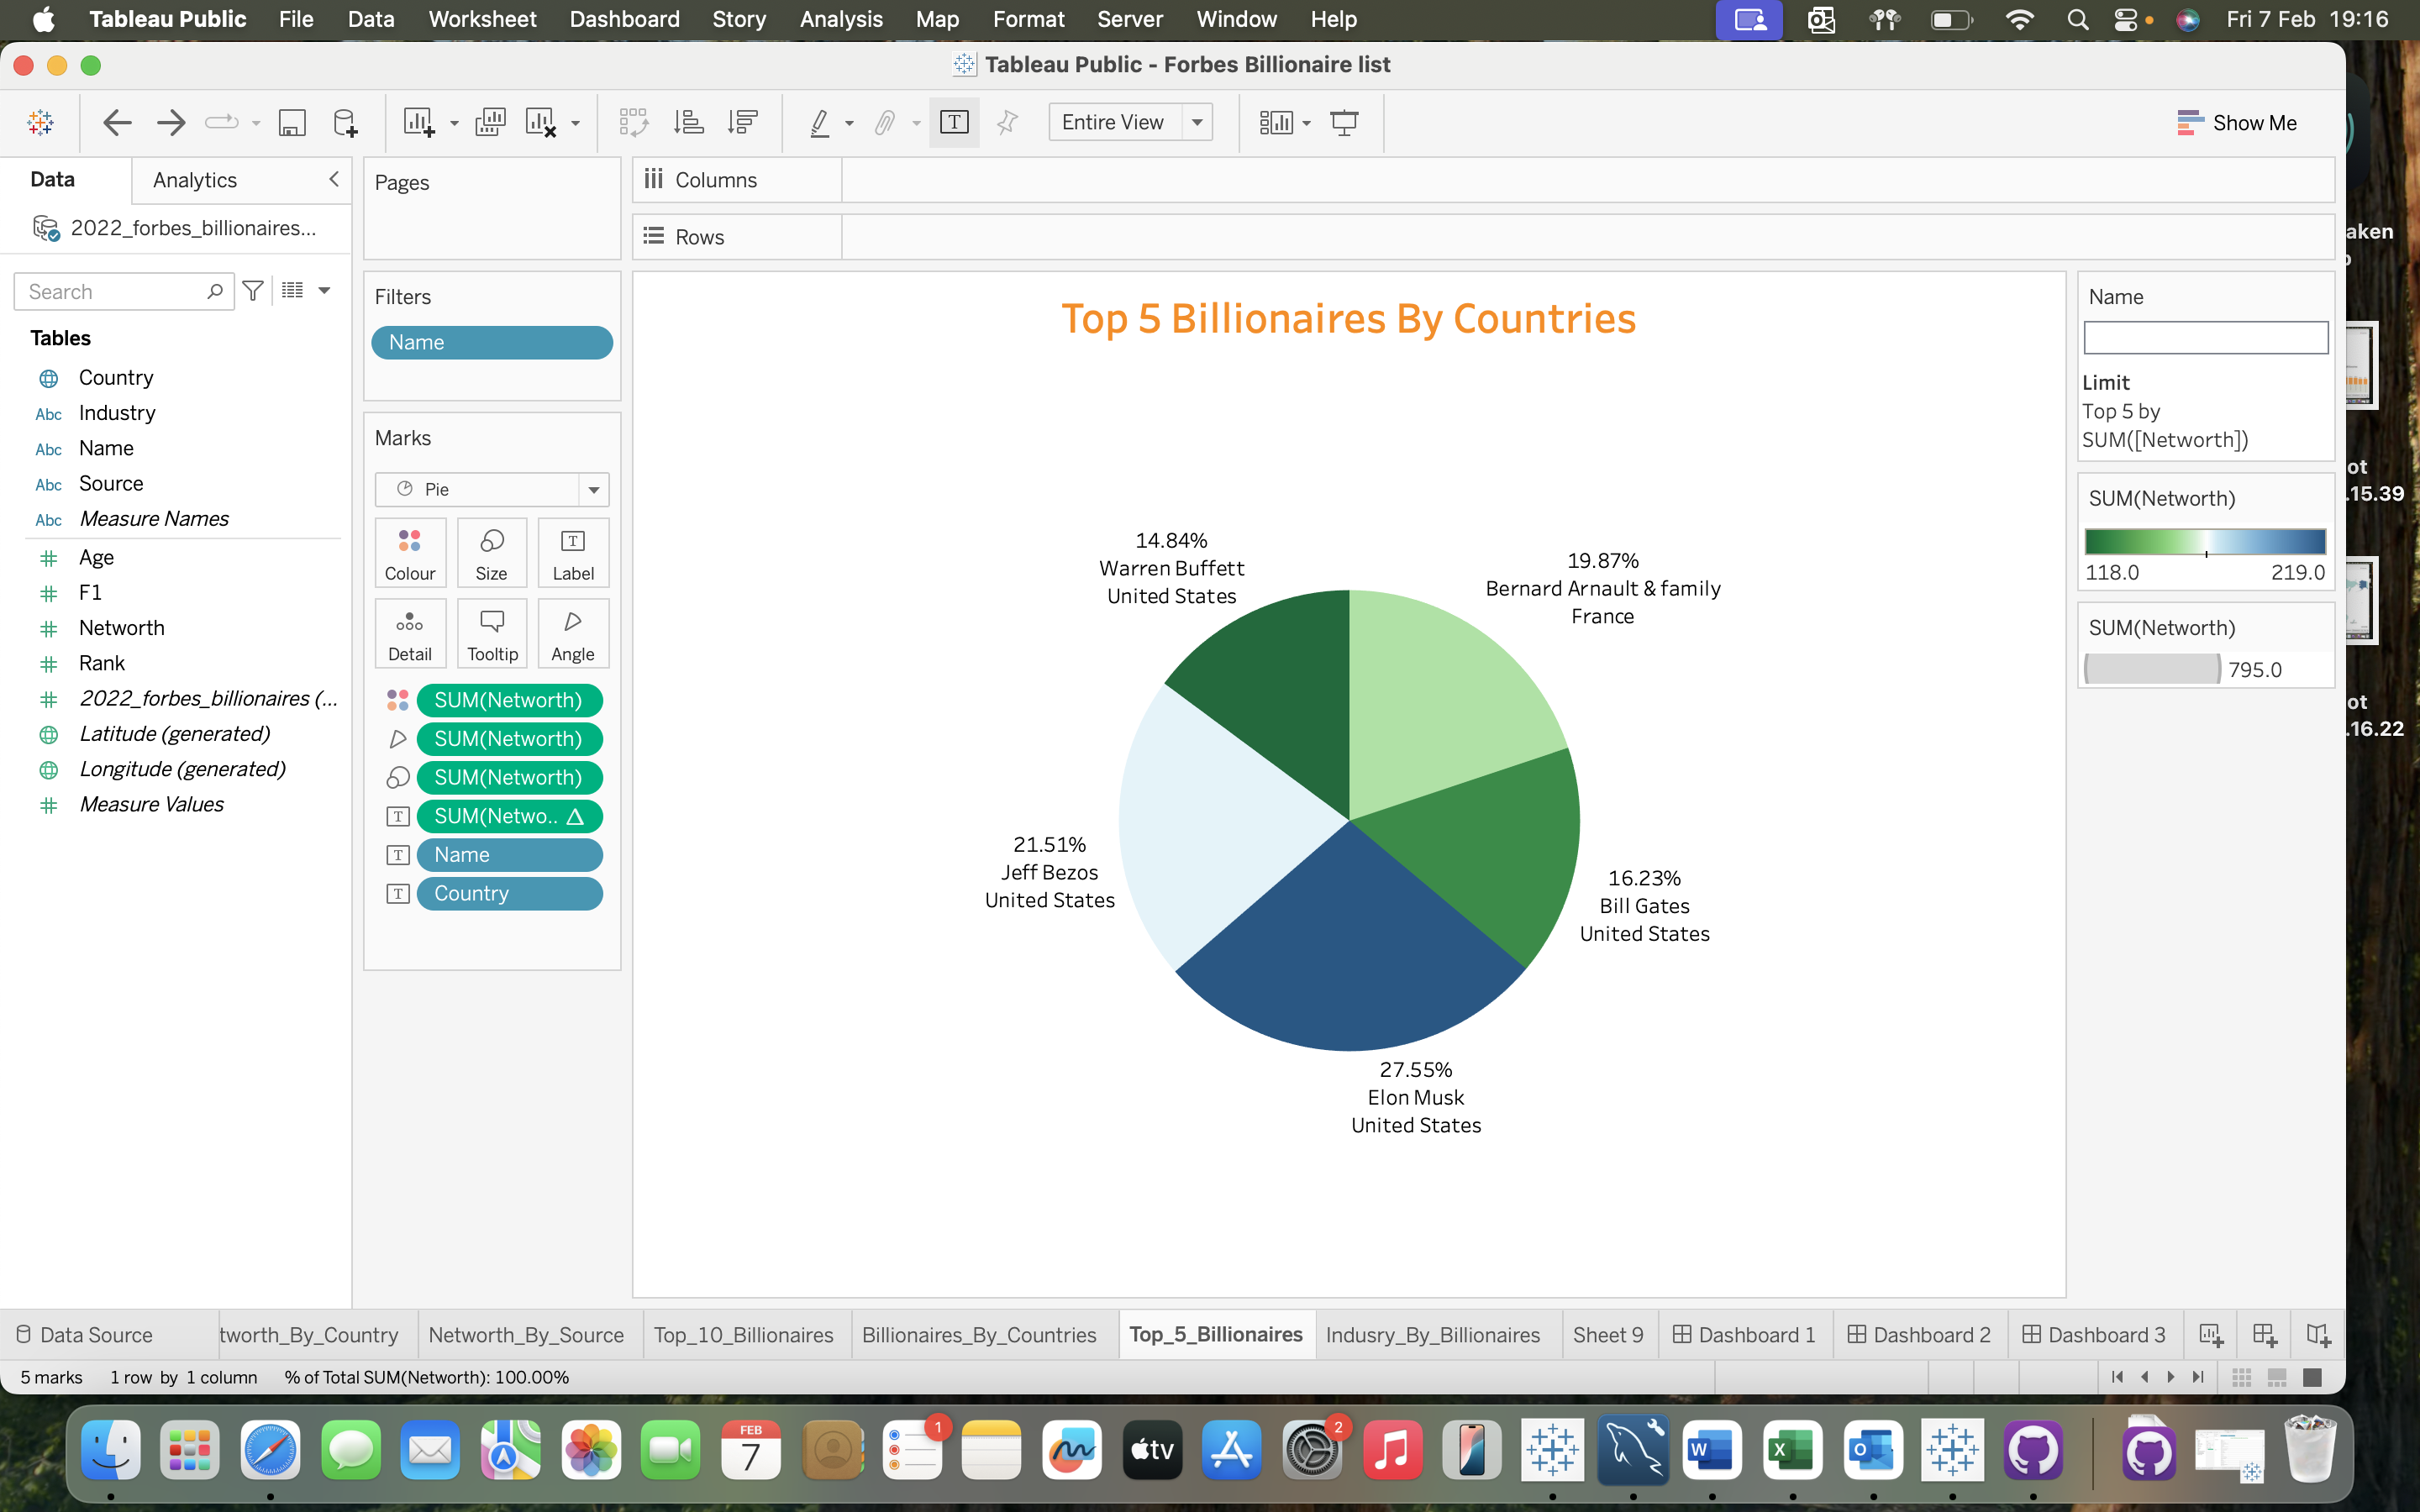 Tableau Public File Data Worksheet Dashboard Story Analysis Map Format Server Window Help Fri 7 Feb 19:16
Tableau Public - Forbes Billionaire list
Entire View
Show Me
Data Analytics
2022_forbes_billionaires...
Search
Tables
Country
Abc Industry
Abc Name
Abc Source
Abc Measure Names
Age
F1
Networth
Rank
2022_forbes_billionaires (...
Latitude (generated)
Longitude (generated)
Measure Values
Pages
Filters
Name
Marks
Pie
Colour Size Label
Detail Tooltip Angle
SUM(Networth)
SUM(Networth)
SUM(Networth)
SUM(Netwo..
Name
Country
Columns
Rows
Top 5 Billionaires By Countries
14.84%
Warren Buffett
United States
19.87%
Bernard Arnault & family
France
21.51%
Jeff Bezos
United States
16.23%
Bill Gates
United States
27.55%
Elon Musk
United States
Name
Limit
Top 5 by
SUM([Networth])
SUM(Networth)
118.0 219.0
SUM(Networth)
795.0
aken
ot
.15.39
ot
.16.22
Data Source tworth_By_Country Networth_By_Source Top_10_Billionaires Billionaires_By_Countries Top_5_Billionaires Indusry_By_Billionaires Sheet 9 Dashboard 1 Dashboard 2 Dashboard 3
5 marks 1 row by 1 column % of Total SUM(Networth): 100.00%
FEB
7
1
tv
2
W
X
O